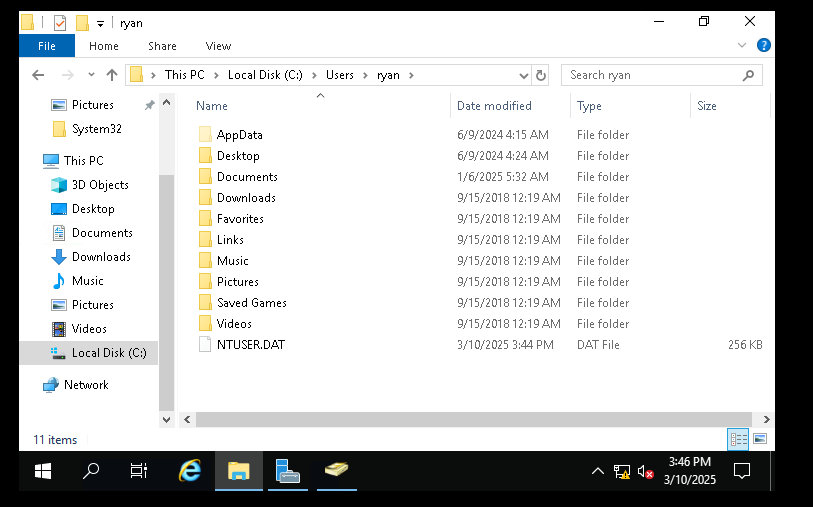 ryan
File Home Share View
This PC Local Disk (C:) Users ryan
Search ryan
Pictures
System32
This PC
3D Objects
Desktop
Documents
Downloads
Music
Pictures
Videos
Local Disk (C:)
Network
Name Date modified Type Size
AppData 6/9/2024 4:15 AM File folder
Desktop 6/9/2024 4:24 AM File folder
Documents 1/6/2025 5:32 AM File folder
Downloads 9/15/2018 12:19 AM File folder
Favorites 9/15/2018 12:19 AM File folder
Links 9/15/2018 12:19 AM File folder
Music 9/15/2018 12:19 AM File folder
Pictures 9/15/2018 12:19 AM File folder
Saved Games 9/15/2018 12:19 AM File folder
Videos 9/15/2018 12:19 AM File folder
NTUSER.DAT 3/10/2025 3:44 PM DAT File 256 KB
11 items
3:46 PM
3/10/2025